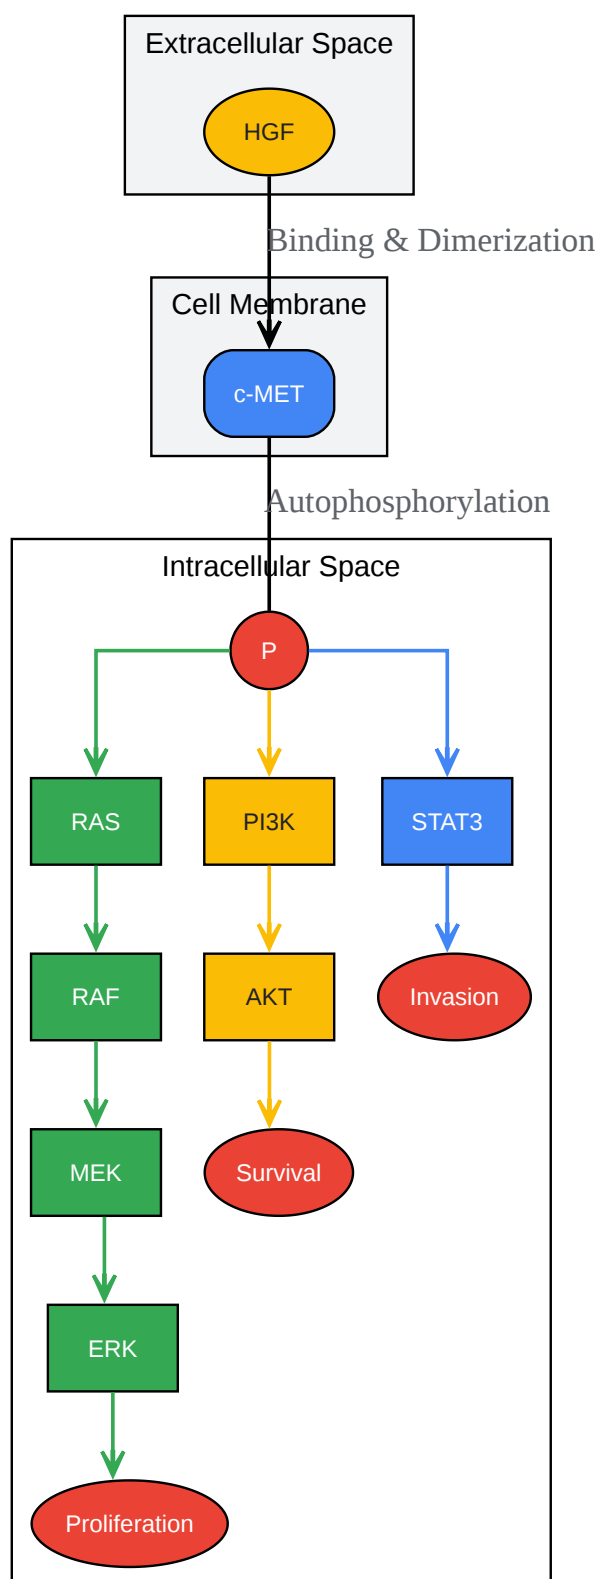 Extracellular Space
HGF
Binding & Dimerization
Cell Membrane
c-MET
Autophosphorylation
Intracellular Space
P
RAS
PI3K
STAT3
RAF
AKT
Invasion
MEK
Survival
ERK
Proliferation